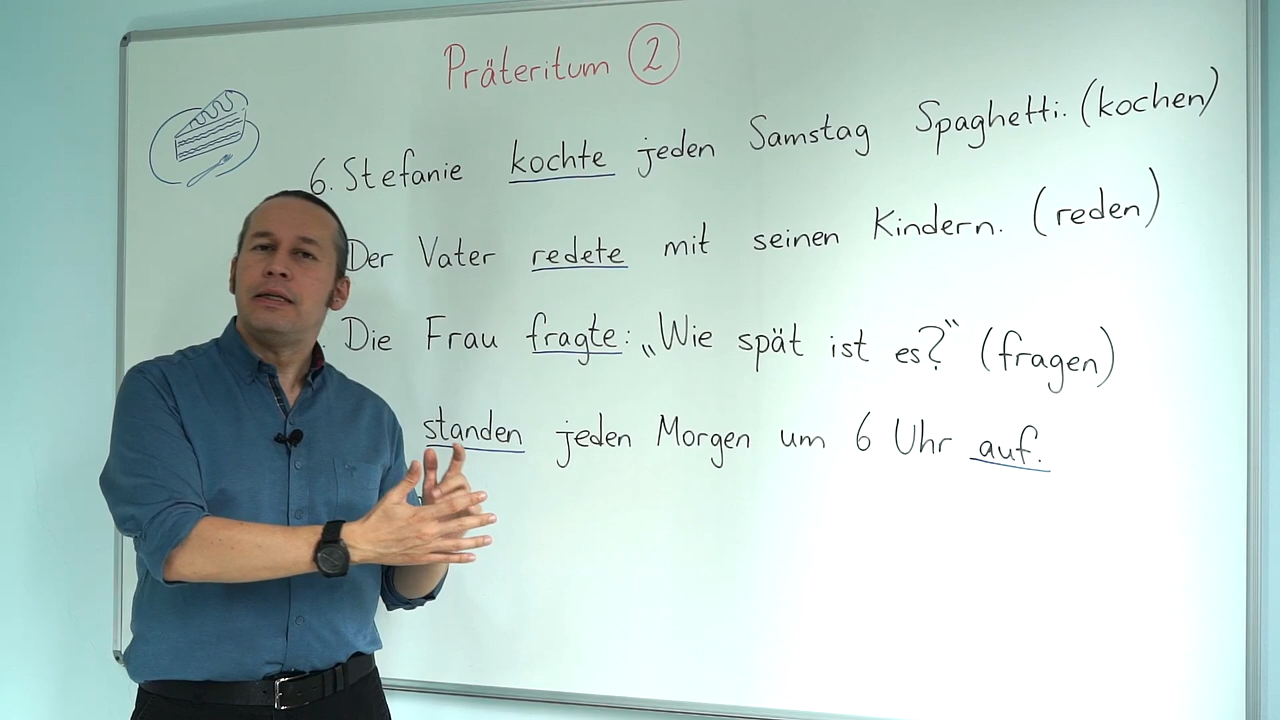 Präteritum 2
6. Stefanie kochte jeden Samstag Spaghetti. (kochen)
Der Vater redete mit seinen Kindern. (reden)
. Die Frau fragte: „Wie spät ist es?“ (fragen)
standen jeden Morgen um 6 Uhr auf.